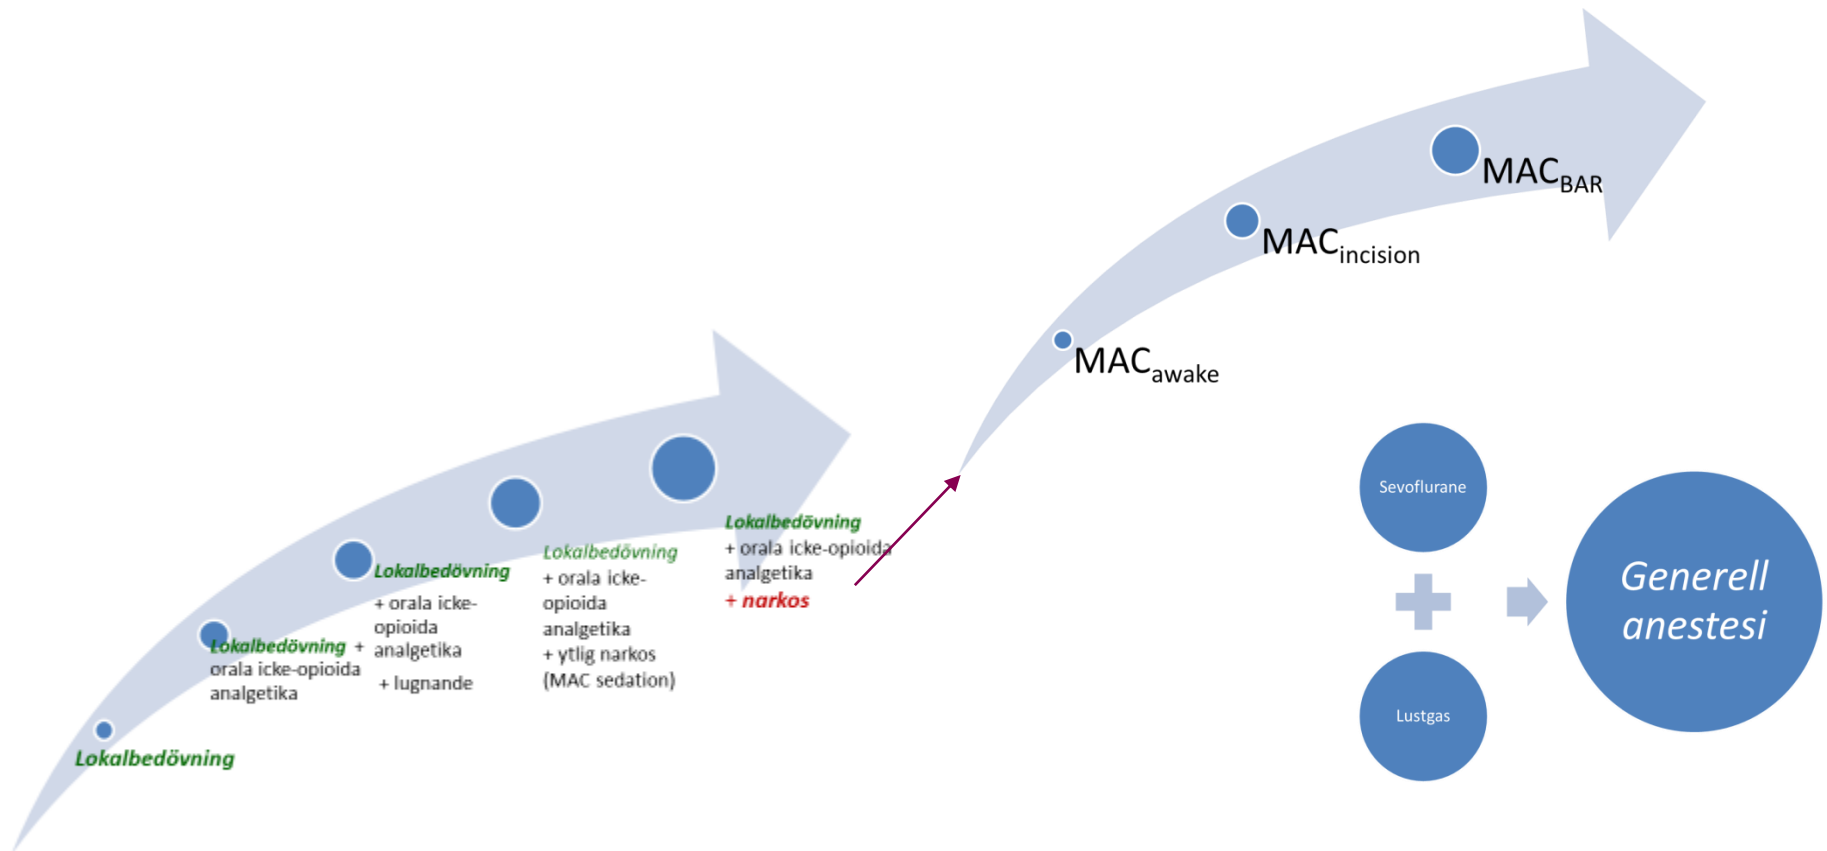 Lokalbedövning
Lokalbedövning +
orala icke-opioida
analgetika
Lokalbedövning
+ orala icke-
opioida
analgetika
+ lugnande
Lokalbedövning
+ orala icke-
opioida
analgetika
+ ytlig narkos
(MAC sedation)
Lokalbedövning
+ orala icke-opioida
analgetika
+ narkos
MACawake
MACincision
MACBAR
Sevoflurane
Lustgas
Generell
anestesi